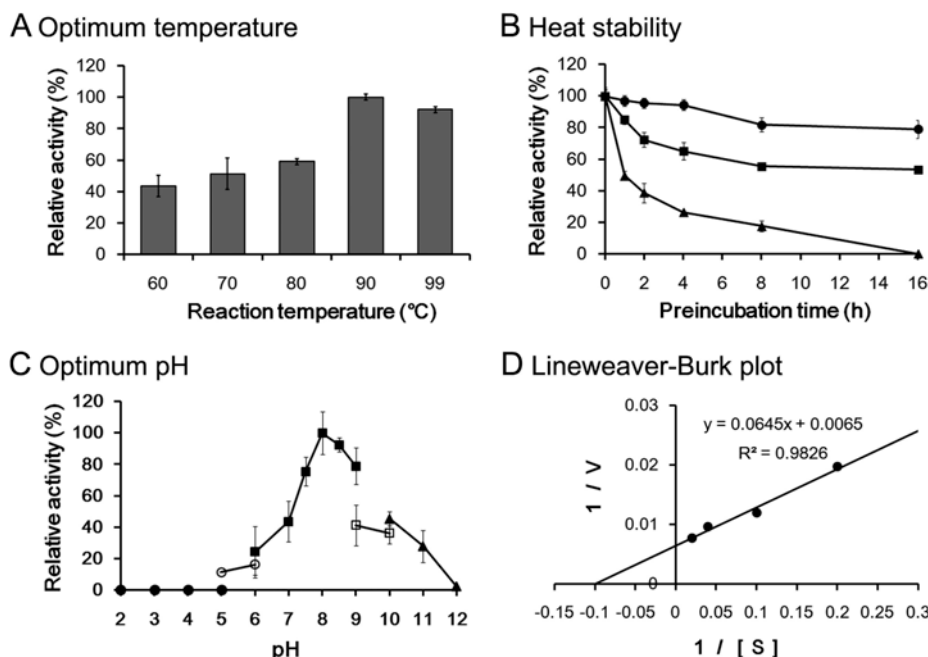 A Optimum temperature
Relative activity (%)
120
100
80
60
40
20
0
60 70 80 90 99
Reaction temperature (°C)
B Heat stability
Relative activity (%)
120
100
80
60
40
20
0
0 2 4 6 8 10 12 14 16
Preincubation time (h)
C Optimum pH
Relative activity (%)
120
100
80
60
40
20
0
2 3 4 5 6 7 8 9 10 11 12
pH
D Lineweaver-Burk plot
1 / V
0.03
0.02
0.01
0
y = 0.0645x + 0.0065
R² = 0.9826
-0.15 -0.1 -0.05 0 0.05 0.1 0.15 0.2 0.25 0.3
1 / [ S ]